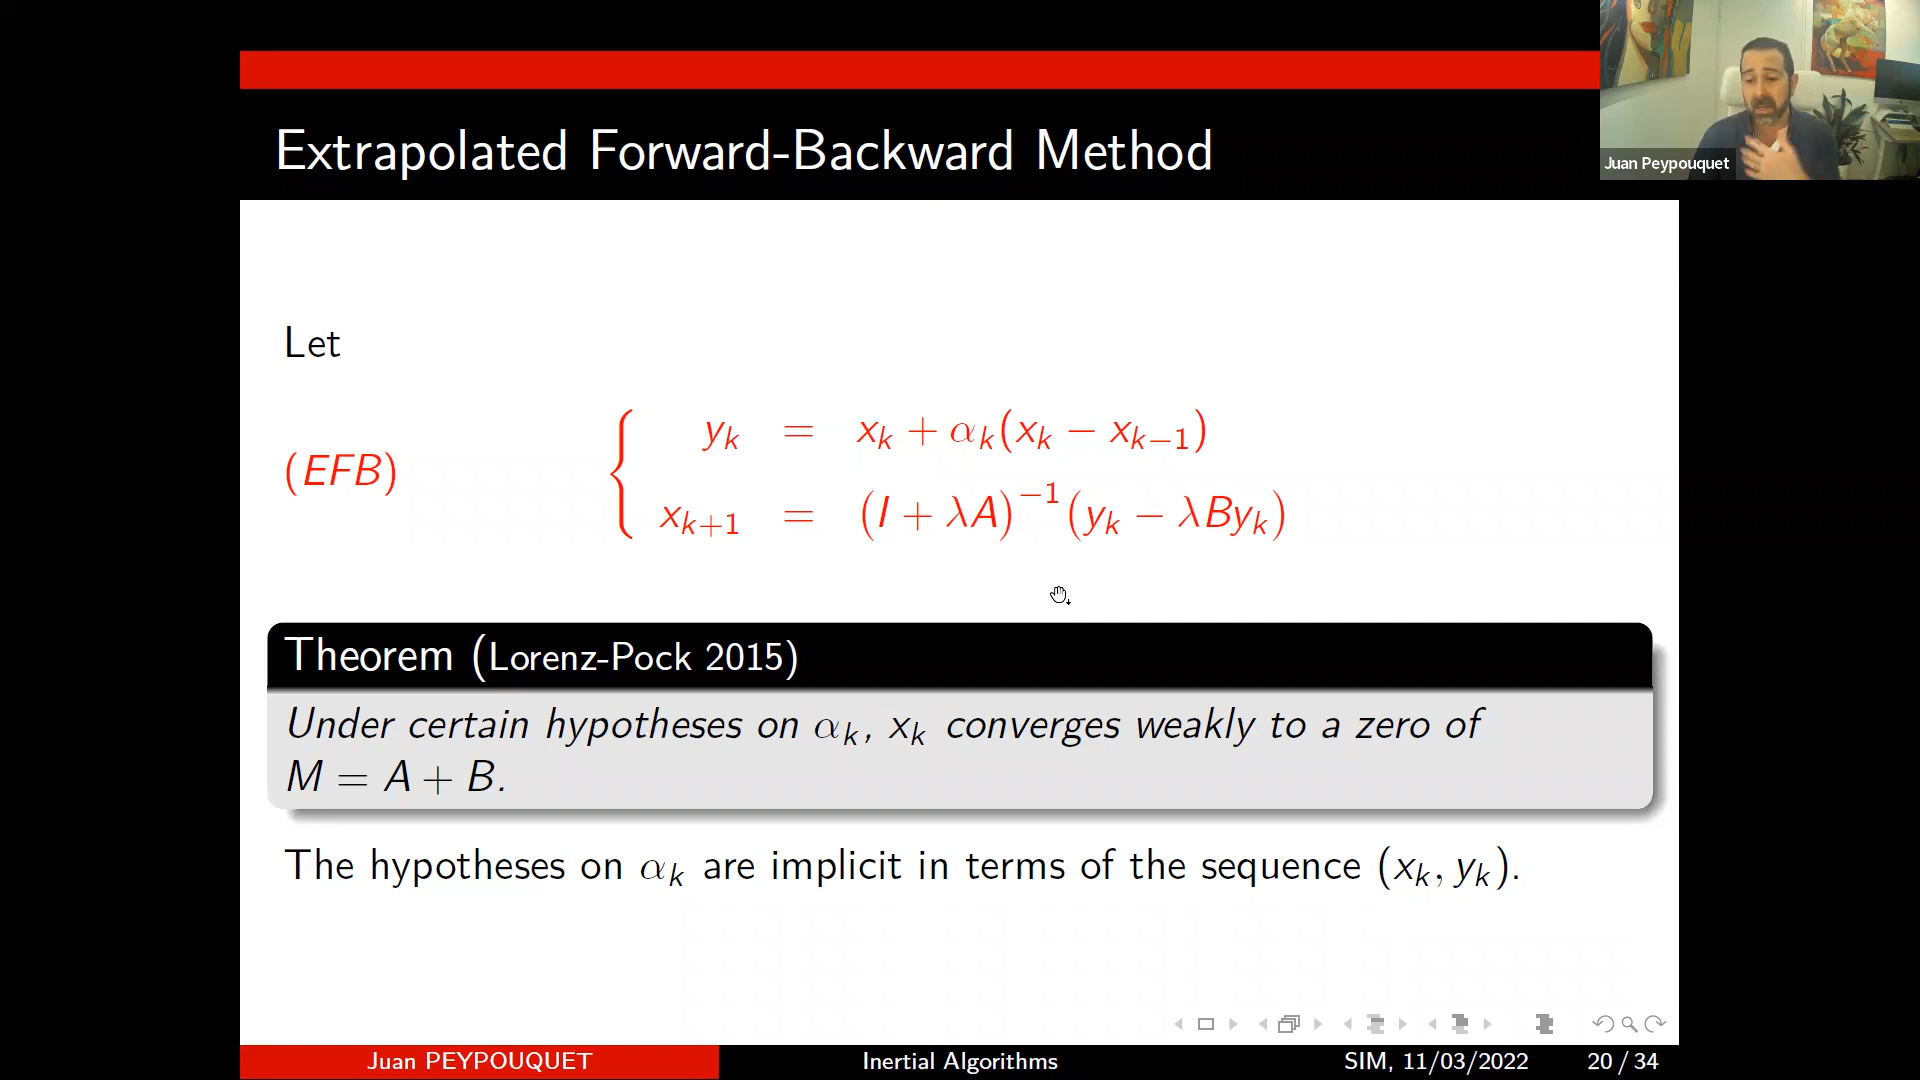 Extrapolated Forward-Backward Method
Juan Peypouquet
Let
(EFB)
y_k = x_k + α_k(x_k − x_{k−1})
x_{k+1} = (I + λA)^{−1}(y_k − λBy_k)
Theorem (Lorenz-Pock 2015)
Under certain hypotheses on α_k, x_k converges weakly to a zero of
M = A + B.
The hypotheses on α_k are implicit in terms of the sequence (x_k, y_k).
Juan PEYPOUQUET Inertial Algorithms SIM, 11/03/2022 20 / 34